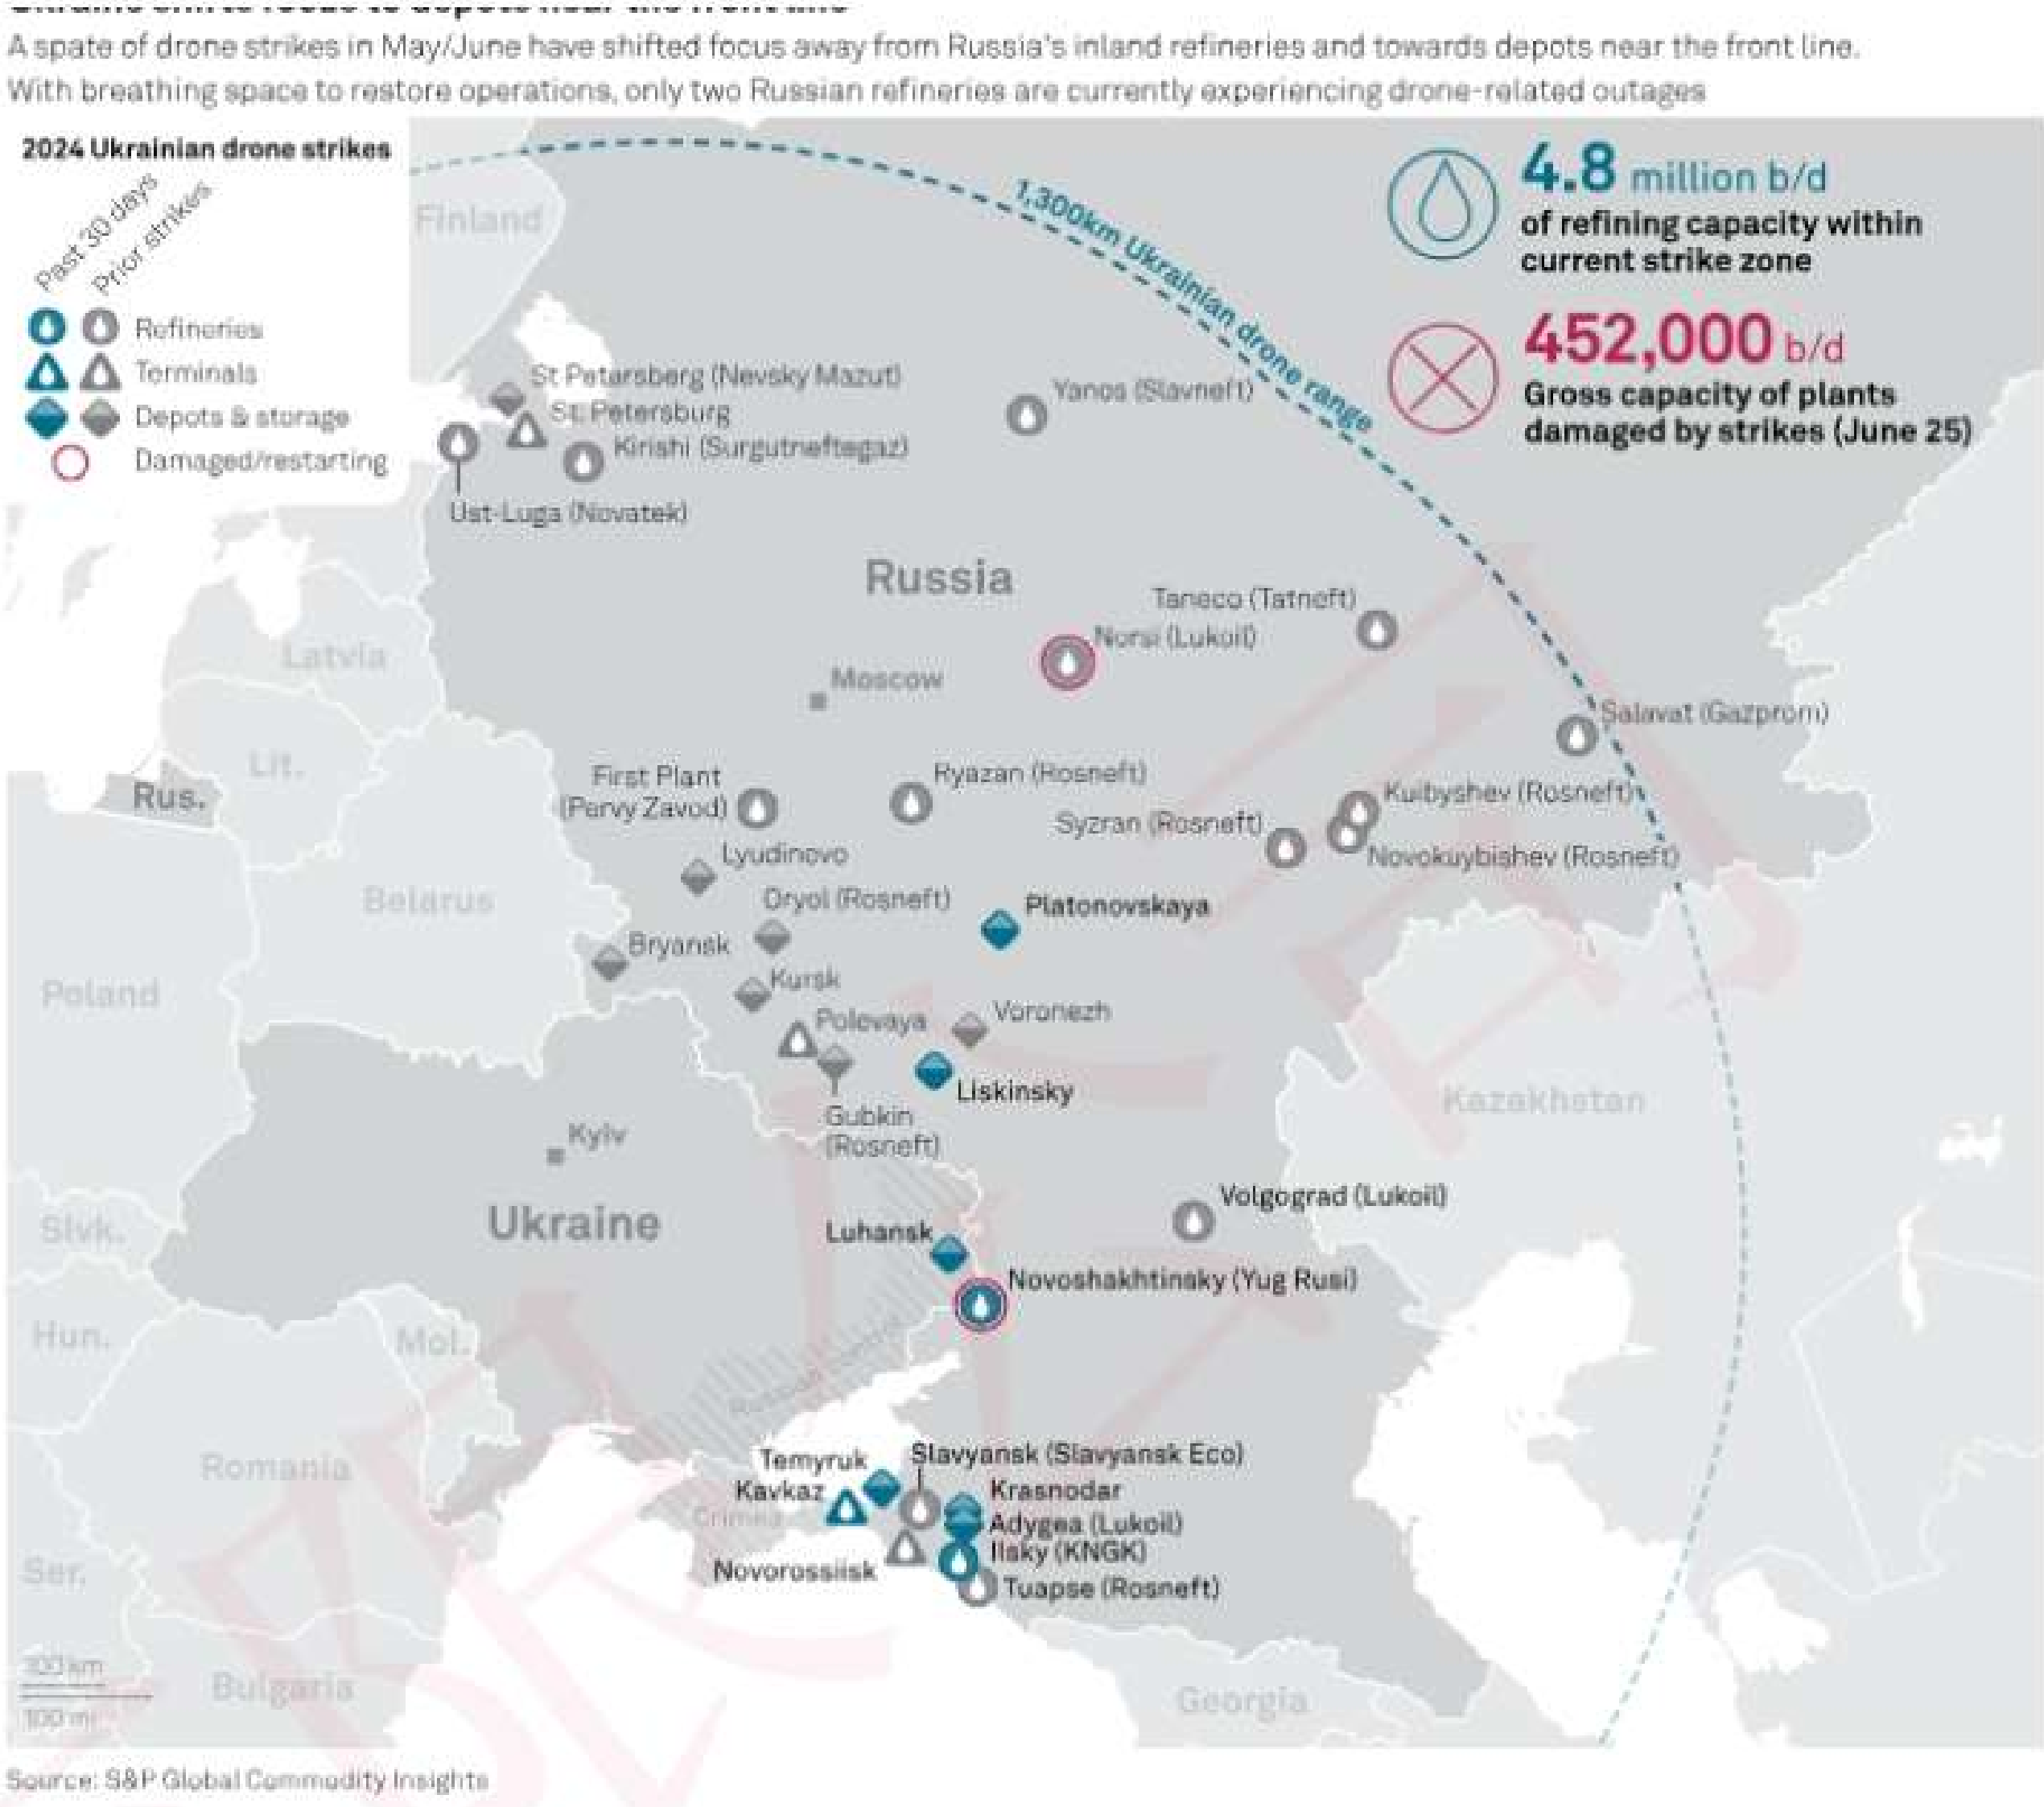 A spate of drone strikes in May/June have shifted focus away from Russia's inland refineries and towards depots near the front line.
With breathing space to restore operations, only two Russian refineries are currently experiencing drone-related outages
2024 Ukrainian drone strikes
Past 30 days
Prior strikes
Refineries
Terminals
Depots & storage
Damaged/restarting
4.8 million b/d
of refining capacity within
current strike zone
452,000 b/d
Gross capacity of plants
damaged by strikes (June 25)
1,300km Ukrainian drone range
Finland
St Petersberg (Nevsky Mazut)
St. Petersburg
Kirishi (Surgutneftegaz)
Ust-Luga (Novatek)
Yanos (Slavneft)
Russia
Taneco (Tatneft)
Norsi (Lukoil)
Latvia
Moscow
Salavat (Gazprom)
Lit.
Rus.
First Plant
(Pervy Zavod)
Ryazan (Rosneft)
Kuibyshev (Rosneft)
Syzran (Rosneft)
Novokuybishev (Rosneft)
Lyudinovo
Belarus
Oryol (Rosneft)
Platonovskaya
Bryansk
Poland
Kursk
Polevaya
Voronezh
Liskinsky
Kazakhstan
Gubkin
(Rosneft)
Kyiv
Ukraine
Slvk.
Volgograd (Lukoil)
Luhansk
Novoshakhtinsky (Yug Rusi)
Hun.
Mol.
Romania
Temyruk
Slavyansk (Slavyansk Eco)
Kavkaz
Krasnodar
Crimea
Adygea (Lukoil)
Ilsky (KNGK)
Novorossiisk
Tuapse (Rosneft)
Ser.
Bulgaria
Georgia
100 mi
Source: S&P Global Commodity Insights